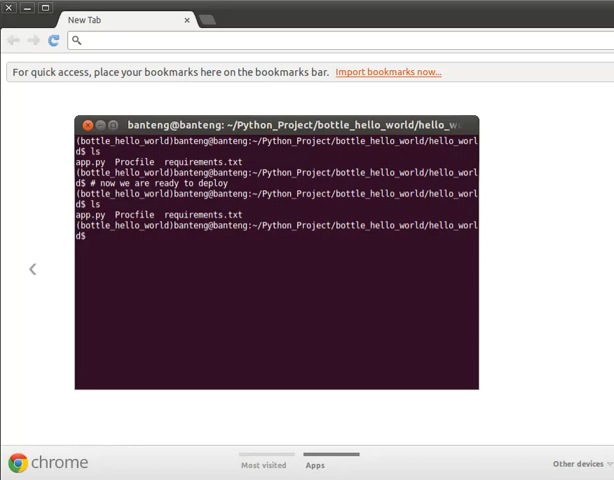 New Tab
For quick access, place your bookmarks here on the bookmarks bar. Import bookmarks now...
banteng@banteng: ~/Python_Project/bottle_hello_world/hello_w
(bottle_hello_world)banteng@banteng:~/Python_Project/bottle_hello_world/hello_worl
d$ ls
app.py  Procfile  requirements.txt
(bottle_hello_world)banteng@banteng:~/Python_Project/bottle_hello_world/hello_worl
d$ # now we are ready to deploy
(bottle_hello_world)banteng@banteng:~/Python_Project/bottle_hello_world/hello_worl
d$ ls
app.py  Procfile  requirements.txt
(bottle_hello_world)banteng@banteng:~/Python_Project/bottle_hello_world/hello_worl
d$
chrome
Most visited
Apps
Other devices